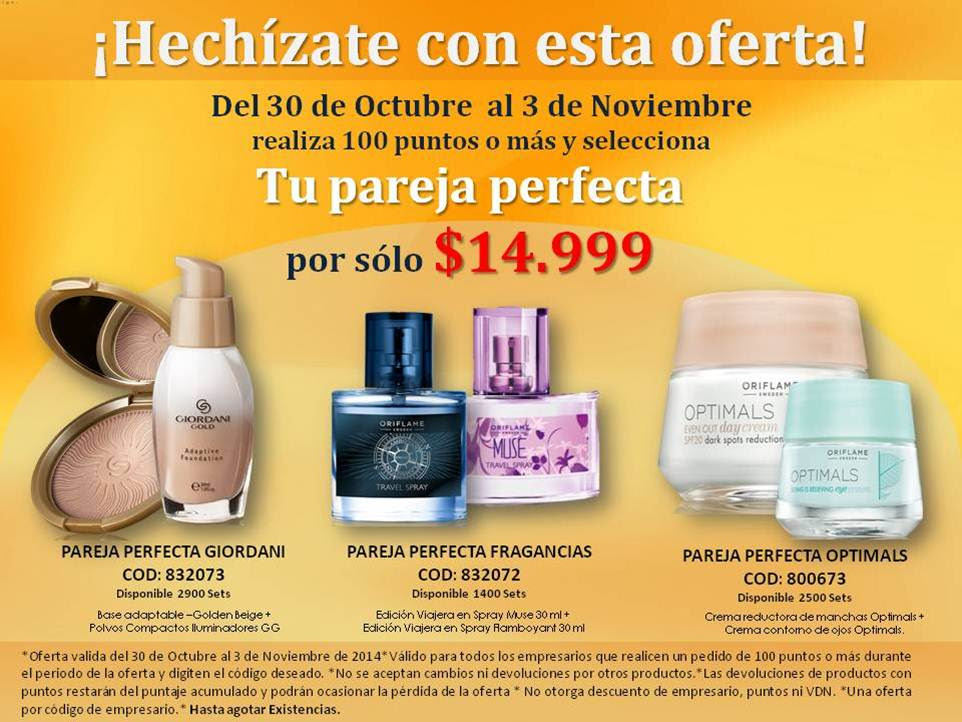 ¡Hechízate con esta oferta!
Del 30 de Octubre al 3 de Noviembre
realiza 100 puntos o más y selecciona
Tu pareja perfecta
por sólo $14.999
GIORDANI
GOLD
Adaptive
Foundation
ORIFLAME
SWEDEN
TRAVEL SPRAY
ORIFLAME
SWEDEN
MUSE
TRAVEL SPRAY
ORIFLAME
SWEDEN
OPTIMALS
EVEN OUT day cream
SPF20 dark spots reduction
ORIFLAME
SWEDEN
OPTIMALS
eye
PAREJA PERFECTA GIORDANI
COD: 832073
Disponible 2900 Sets
Base adaptable –Golden Beige +
Polvos Compactos Iluminadores GG
PAREJA PERFECTA FRAGANCIAS
COD: 832072
Disponible 1400 Sets
Edición Viajera en Spray Muse 30 ml +
Edición Viajera en Spray Flamboyant 30 ml
PAREJA PERFECTA OPTIMALS
COD: 800673
Disponible 2500 Sets
Crema reductora de manchas Optimals +
Crema contorno de ojos Optimals.
*Oferta valida del 30 de Octubre al 3 de Noviembre de 2014*Válido para todos los empresarios que realicen un pedido de 100 puntos o más durante
el periodo de la oferta y digiten el código deseado. *No se aceptan cambios ni devoluciones por otros productos.*Las devoluciones de productos con
puntos restarán del puntaje acumulado y podrán ocasionar la pérdida de la oferta * No otorga descuento de empresario, puntos ni VDN. *Una oferta
por código de empresario.* Hasta agotar Existencias.